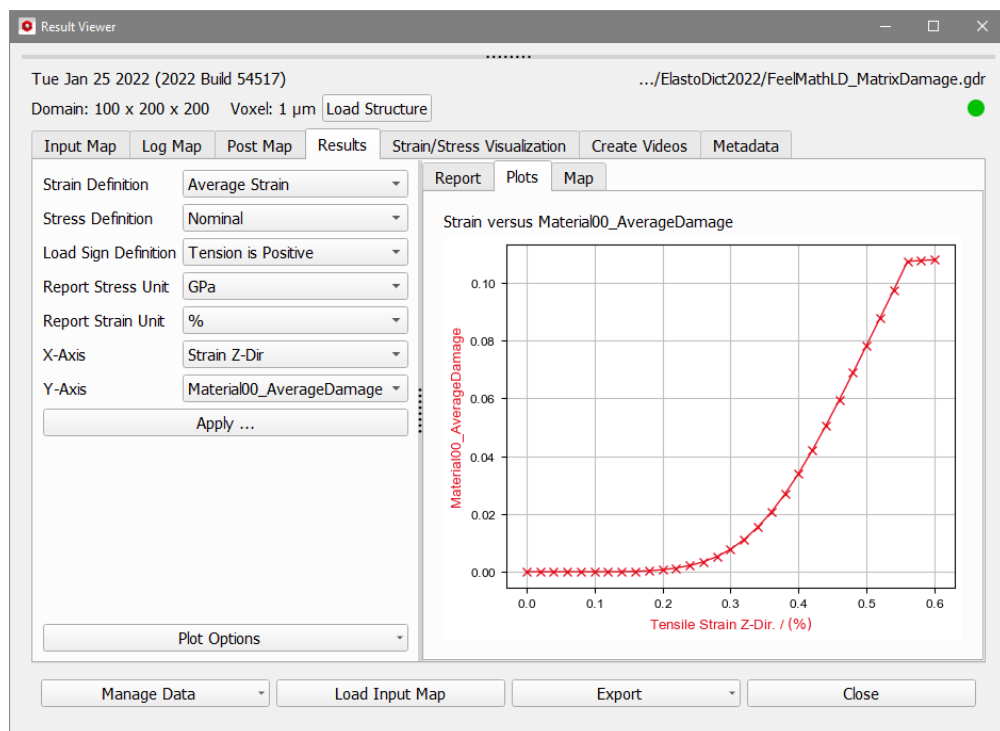 Result Viewer
Tue Jan 25 2022 (2022 Build 54517)
.../ElastoDict2022/FeelMathLD_MatrixDamage.gdr
Domain: 100 x 200 x 200 Voxel: 1 µm Load Structure
Input Map Log Map Post Map Results Strain/Stress Visualization Create Videos Metadata
Strain Definition Average Strain
Stress Definition Nominal
Load Sign Definition Tension is Positive
Report Stress Unit GPa
Report Strain Unit %
X-Axis Strain Z-Dir
Y-Axis Material00_AverageDamage
Apply ...
Plot Options
Report Plots Map
Strain versus Material00_AverageDamage
Material00_AverageDamage
0.10
0.08
0.06
0.04
0.02
0.00
0.0 0.1 0.2 0.3 0.4 0.5 0.6
Tensile Strain Z-Dir. / (%)
Manage Data Load Input Map Export Close